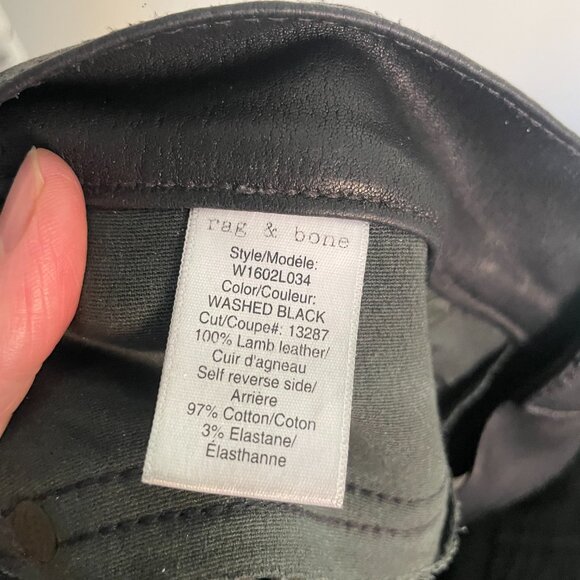 rag & bone
Style/Modéle:
W1602L034
Color/Couleur:
WASHED BLACK
Cut/Coupe#: 13287
100% Lamb leather/
Cuir d'agneau
Self reverse side/
Arrière
97% Cotton/Coton
3% Elastane/
Élasthanne